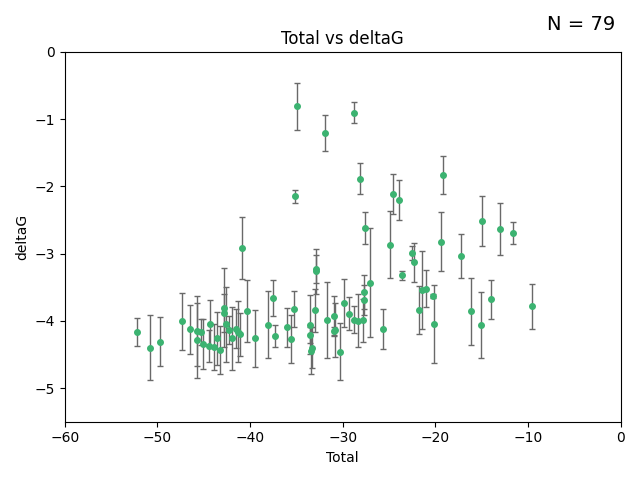 N = 79
Total vs deltaG
0
−1
−2
−3
−4
−5
deltaG
−60 −50 −40 −30 −20 −10 0
Total